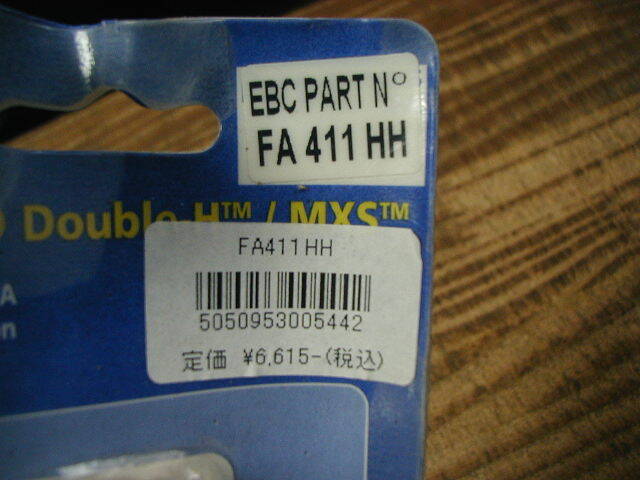 EBC PART N°
FA 411 HH
Double H™ / MXS™
FA411HH
A
5050953005442
定価 ¥6,615-(税込)